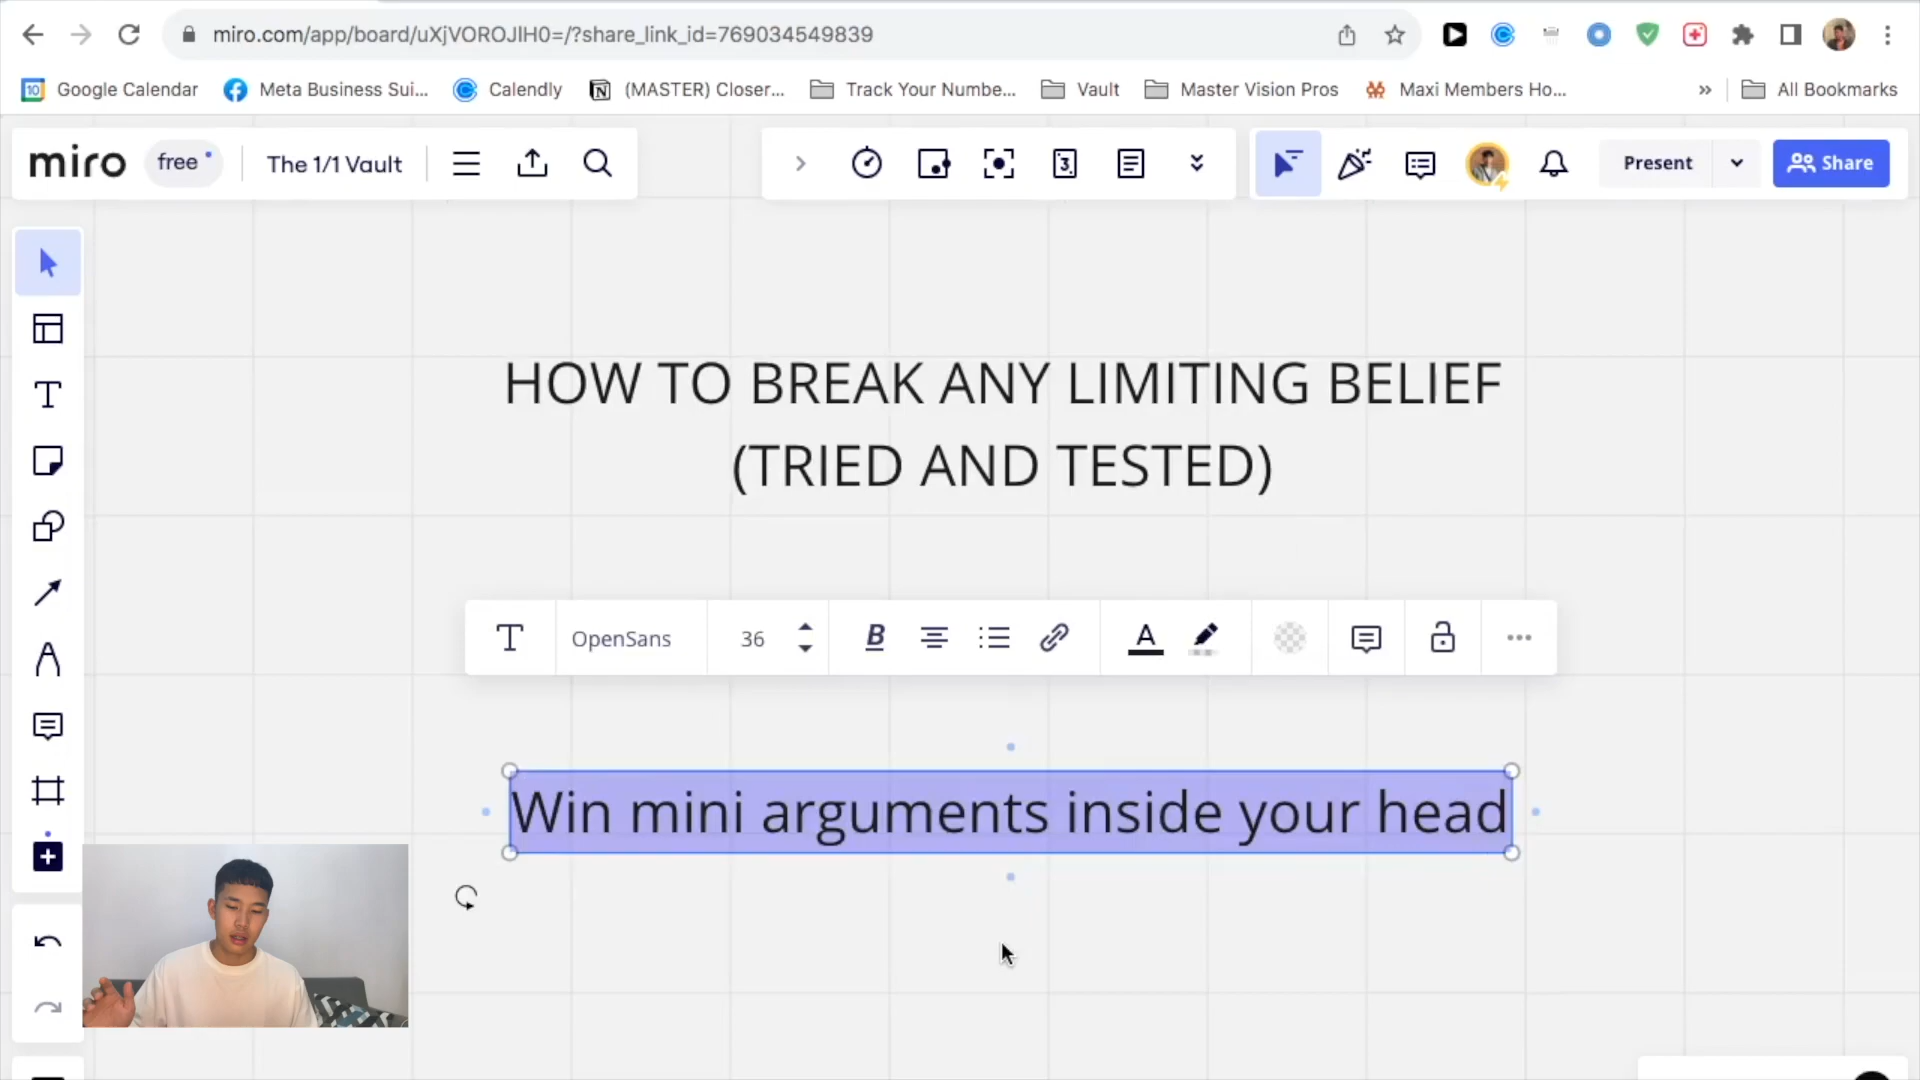 miro.com/app/board/uXjVOROJlH0=/?share_link_id=769034549839
Google Calendar
Meta Business Sui...
Calendly
(MASTER) Closer...
Track Your Numbe...
Vault
Master Vision Pros
Maxi Members Ho...
All Bookmarks
miro
free
The 1/1 Vault
Present
Share
HOW TO BREAK ANY LIMITING BELIEF
(TRIED AND TESTED)
OpenSans
36
Win mini arguments inside your head